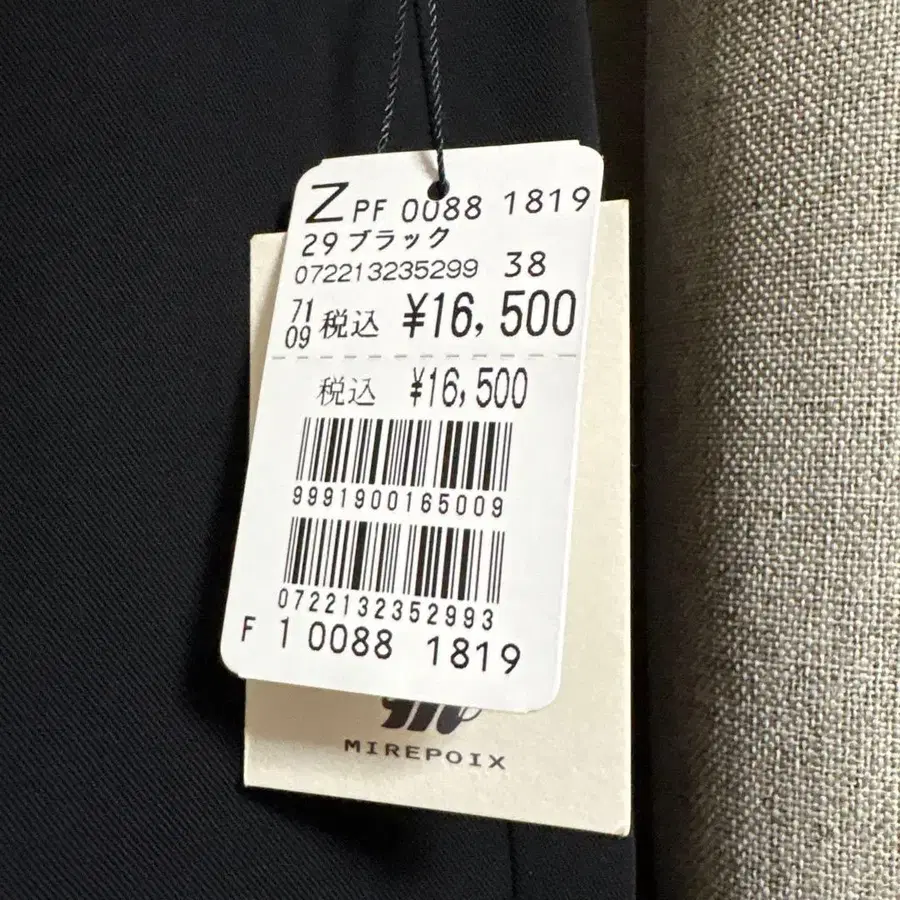 Z PF 0088 1819
29 ブラック
072213235299 38
71
09 税込 ¥16,500
税込 ¥16,500
9991900165009
0722132352993
F 1 0088 1819
MIREPOIX